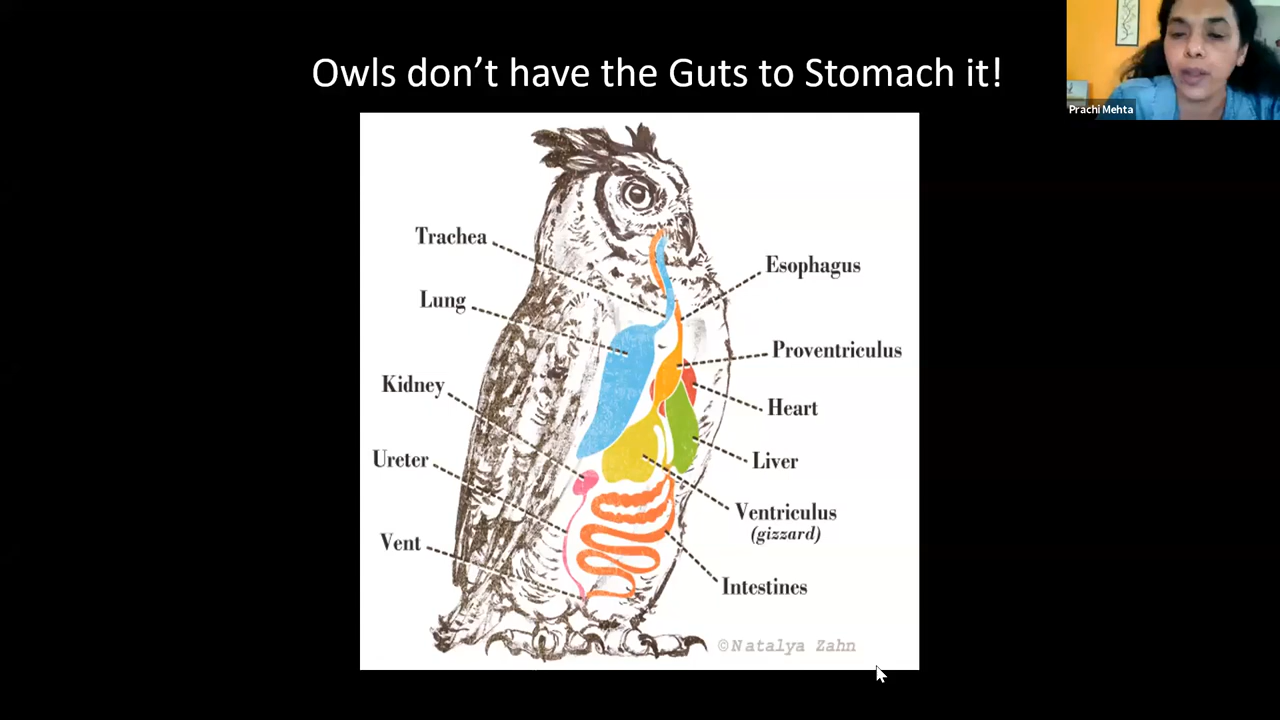 Owls don't have the Guts to Stomach it!
Prachi Mehta
Trachea
Lung
Kidney
Ureter
Vent
Esophagus
Proventriculus
Heart
Liver
Ventriculus
(gizzard)
Intestines
©Natalya Zahn